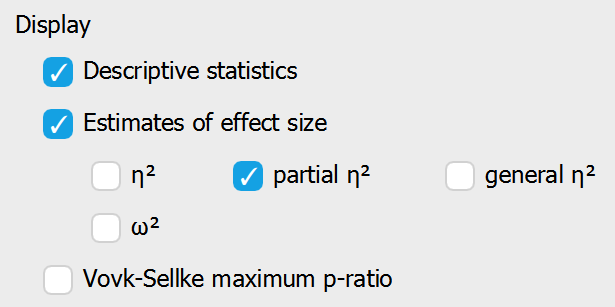 Display
Descriptive statistics
Estimates of effect size
η² partial η² general η²
ω²
Vovk-Sellke maximum p-ratio